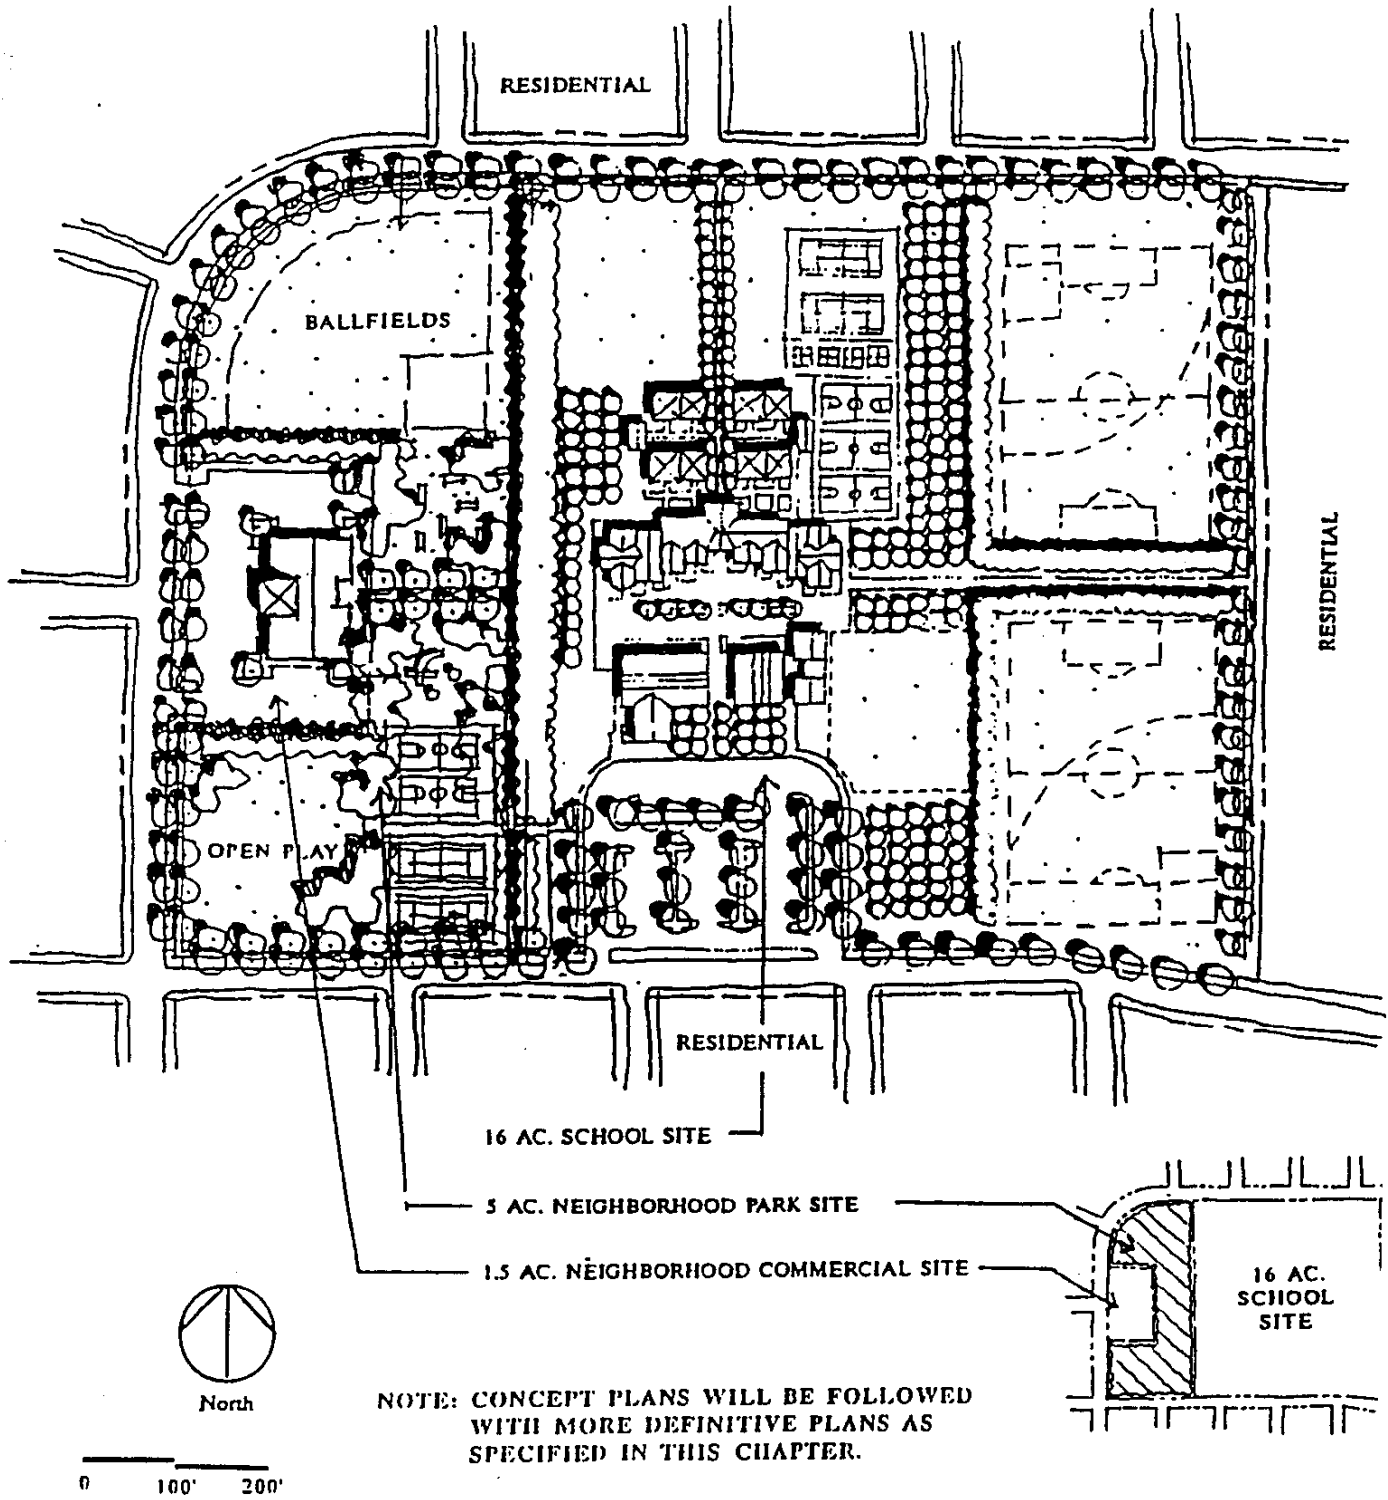 RESIDENTIAL
BALLFIELDS
RESIDENTIAL
OPEN PLAY
RESIDENTIAL
16 AC. SCHOOL SITE
5 AC. NEIGHBORHOOD PARK SITE
1.5 AC. NEIGHBORHOOD COMMERCIAL SITE
16 AC.
SCHOOL
SITE
North
NOTE: CONCEPT PLANS WILL BE FOLLOWED
WITH MORE DEFINITIVE PLANS AS
SPECIFIED IN THIS CHAPTER.
0 100' 200'